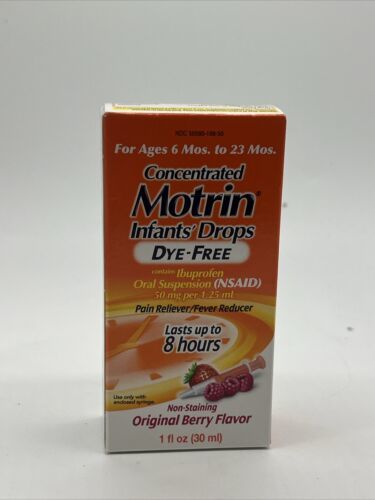 For Ages 6 Mos. to 23 Mos.
Concentrated
Motrin®
Infants' Drops
DYE-FREE
contains Ibuprofen
Oral Suspension (NSAID)
50 mg per 1.25 mL
Pain Reliever/Fever Reducer
Lasts up to
8 hours
Use only with
enclosed syringe.
Non-Staining
Original Berry Flavor
1 fl oz (30 ml)